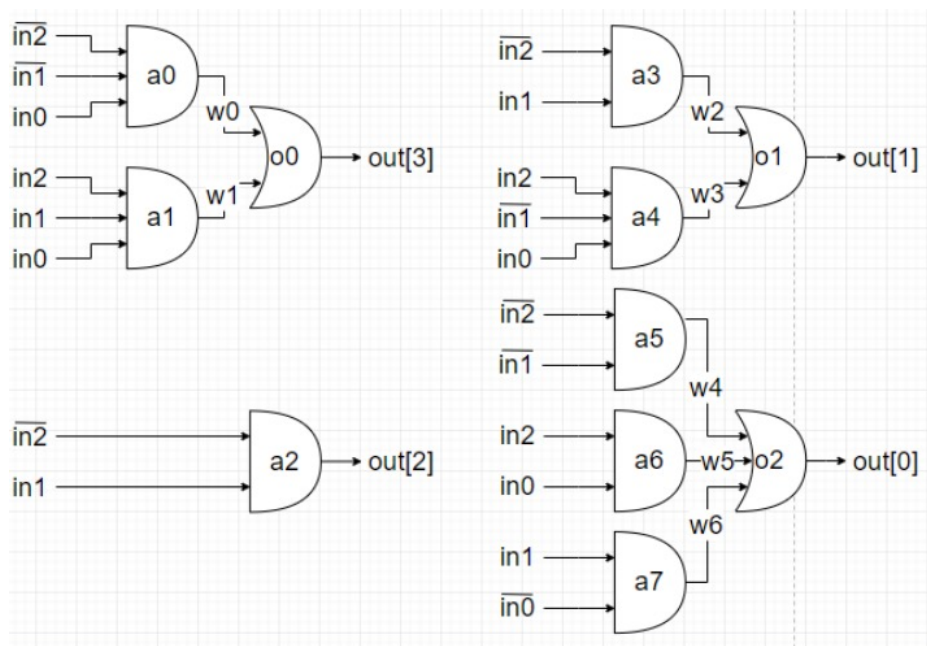 in2
in1
in0
a0
w0
in2
in1
in0
a1
w1
o0
out[3]
in2
in1
a3
w2
in2
in1
in0
a4
w3
o1
out[1]
in2
in1
a2
out[2]
in2
in1
a5
w4
in2
in0
a6
w5
o2
out[0]
in1
in0
a7
w6